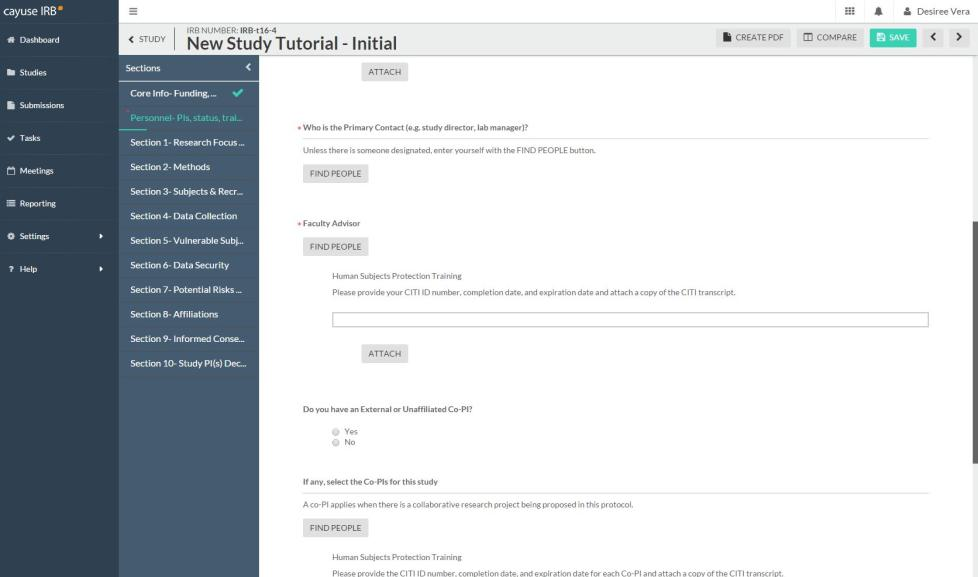 cayuse IRB
Desiree Vera
Dashboard
Studies
Submissions
Tasks
Meetings
Reporting
Settings
? Help
STUDY
IRB NUMBER: IRB-t16-4
New Study Tutorial - Initial
CREATE PDF
COMPARE
SAVE
Sections
Core Info- Funding, ...
* Personnel- PIs, status, trai...
Section 1- Research Focus ...
Section 2- Methods
Section 3- Subjects & Recr...
Section 4- Data Collection
Section 5- Vulnerable Subj...
Section 6- Data Security
Section 7- Potential Risks ...
Section 8- Affiliations
Section 9- Informed Conse...
Section 10- Study PI(s) Dec...
ATTACH
* Who is the Primary Contact (e.g. study director, lab manager)?
Unless there is someone designated, enter yourself with the FIND PEOPLE button.
FIND PEOPLE
* Faculty Advisor
FIND PEOPLE
Human Subjects Protection Training
Please provide your CITI ID number, completion date, and expiration date and attach a copy of the CITI transcript.
ATTACH
Do you have an External or Unaffiliated Co-PI?
Yes
No
If any, select the Co-PIs for this study
A co-PI applies when there is a collaborative research project being proposed in this protocol.
FIND PEOPLE
Human Subjects Protection Training
Please provide the CITI ID number, completion date, and expiration date for each Co-PI and attach a copy of the CITI transcript.